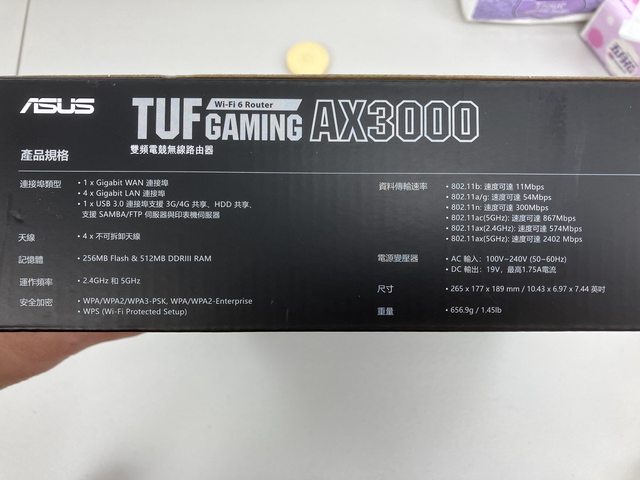 ASUS
TUF GAMING
Wi-Fi 6 Router
AX3000
雙頻電競無線路由器
產品規格
連接埠類型
• 1 x Gigabit WAN 連接埠
• 4 x Gigabit LAN 連接埠
• 1 x USB 3.0 連接埠支援 3G/4G 共享、HDD 共享、
支援 SAMBA/FTP 伺服器與印表機伺服器
天線
• 4 x 不可拆卸天線
記憶體
• 256MB Flash & 512MB DDRIII RAM
運作頻率
• 2.4GHz 和 5GHz
安全加密
• WPA/WPA2/WPA3-PSK, WPA/WPA2-Enterprise
• WPS (Wi-Fi Protected Setup)
資料傳輸速率
• 802.11b: 速度可達 11Mbps
• 802.11a/g: 速度可達 54Mbps
• 802.11n: 速度可達 300Mbps
• 802.11ac(5GHz): 速度可達 867Mbps
• 802.11ax(2.4GHz): 速度可達 574Mbps
• 802.11ax(5GHz): 速度可達 2402 Mbps
電源變壓器
• AC 輸入: 100V~240V (50~60Hz)
• DC 輸出: 19V, 最高1.75A電流
尺寸
• 265 x 177 x 189 mm / 10.43 x 6.97 x 7.44 英吋
重量
• 656.9g / 1.45lb